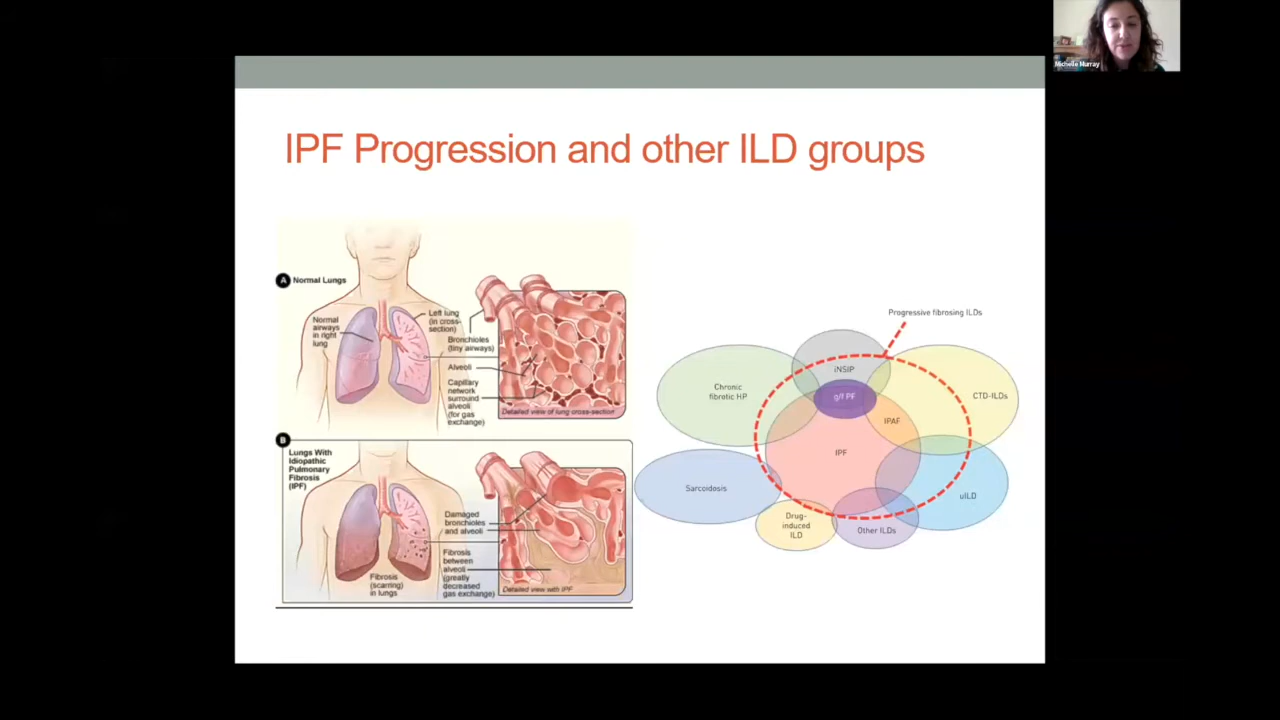 Michelle Murray
IPF Progression and other ILD groups
A Normal Lungs
Normal
airways
in right
lung
Left lung
(in cross-
section)
Bronchioles
(tiny airways)
Alveoli
Capillary
network
surround
alveoli
(for gas
exchange)
Detailed view of lung cross-section
B
Lungs With
Idiopathic
Pulmonary
Fibrosis
(IPF)
Damaged
bronchioles
and alveoli
Fibrosis
between
alveoli
(greatly
decreased
gas exchange)
Fibrosis
(scarring)
in lungs
Detailed view with IPF
Progressive fibrosing ILDs
iNSIP
Chronic
fibrotic HP
g/f PF
CTD-ILDs
IPAF
IPF
Sarcoidosis
uILD
Drug-
induced
ILD
Other ILDs